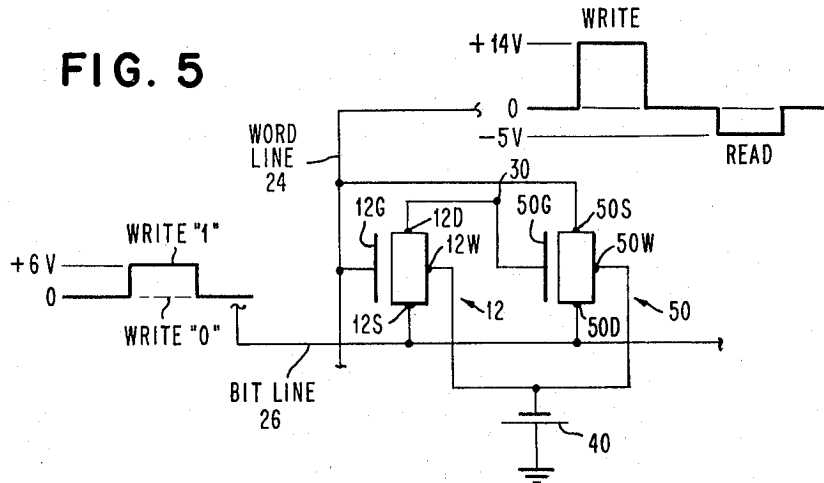 FIG. 5
WRITE
+14V
0
-5V
READ
WORD
LINE
24
30
12G
12D
12W
50G
50S
50W
+6V
WRITE "1"
0
WRITE "0"
12S
12
50D
50
BIT LINE
26
40